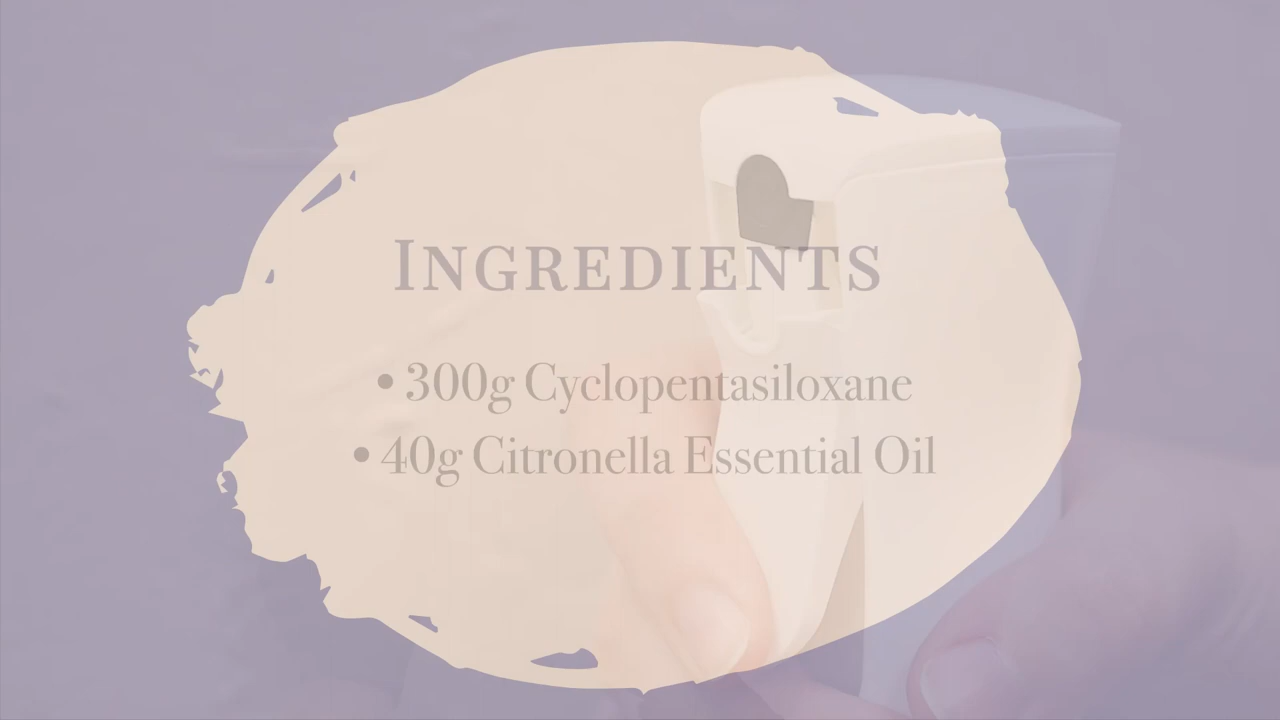 INGREDIENTS
• 300g Cyclopentasiloxane
• 40g Citronella Essential Oil